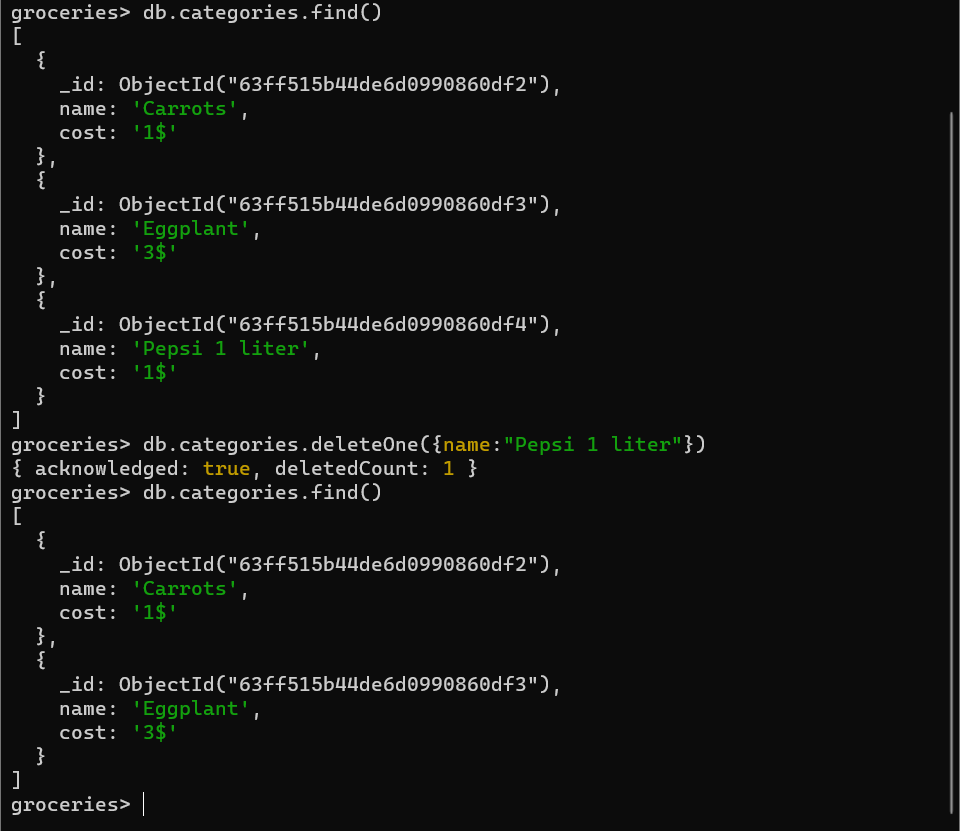 groceries> db.categories.find()
[
  {
    _id: ObjectId("63ff515b44de6d0990860df2"),
    name: 'Carrots',
    cost: '1$'
  },
  {
    _id: ObjectId("63ff515b44de6d0990860df3"),
    name: 'Eggplant',
    cost: '3$'
  },
  {
    _id: ObjectId("63ff515b44de6d0990860df4"),
    name: 'Pepsi 1 liter',
    cost: '1$'
  }
]
groceries> db.categories.deleteOne({name:"Pepsi 1 liter"})
{ acknowledged: true, deletedCount: 1 }
groceries> db.categories.find()
[
  {
    _id: ObjectId("63ff515b44de6d0990860df2"),
    name: 'Carrots',
    cost: '1$'
  },
  {
    _id: ObjectId("63ff515b44de6d0990860df3"),
    name: 'Eggplant',
    cost: '3$'
  }
]
groceries>